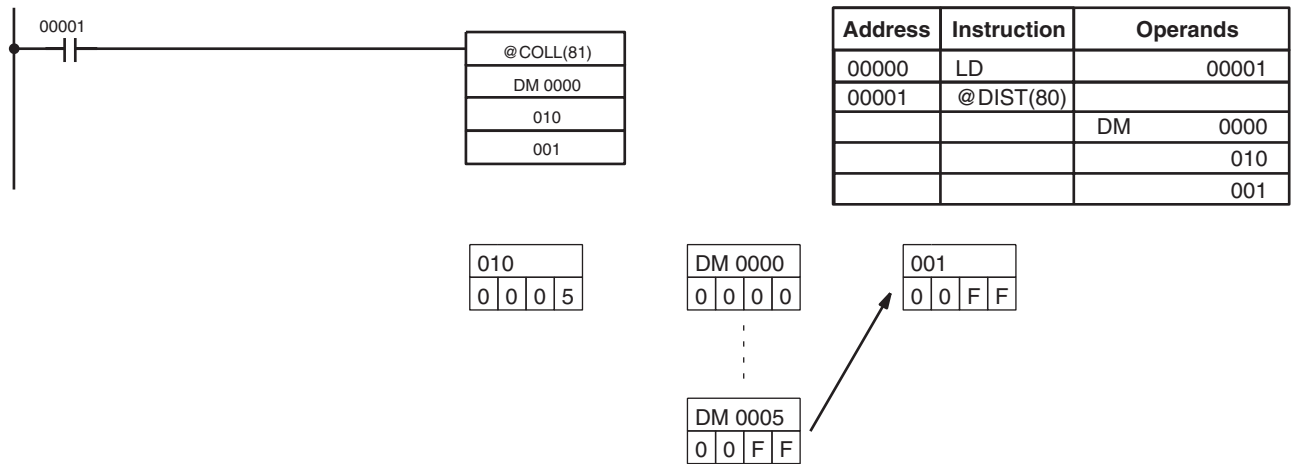 00001
@COLL(81)
DM 0000
010
001
Address Instruction Operands
00000 LD 00001
00001 @DIST(80)
DM 0000
010
001
010 DM 0000 001
0 0 0 5 0 0 0 0 0 0 F F
DM 0005
0 0 F F